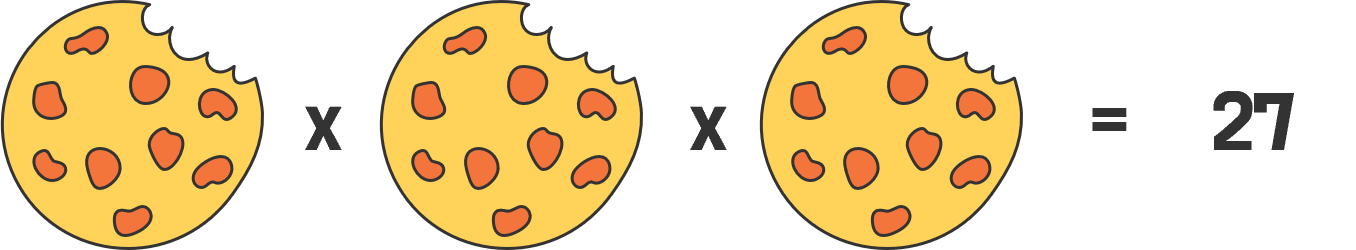 x x = 27